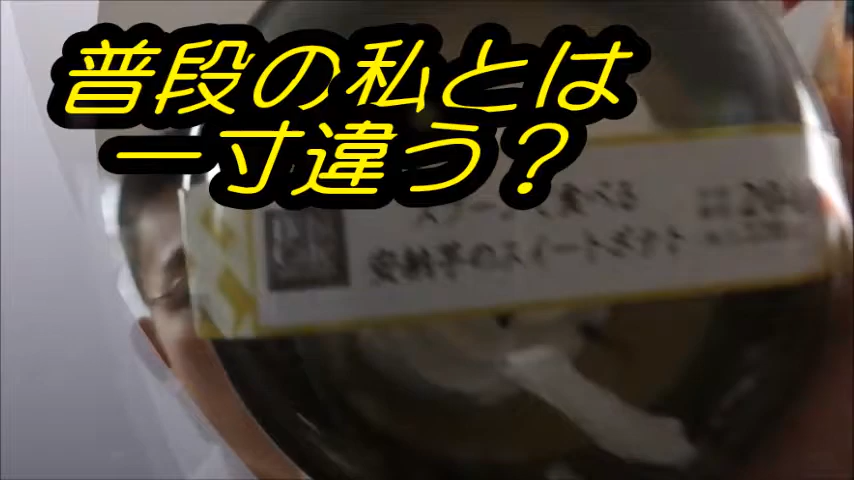 普段の私とは
一寸違う?
スプーンで食べる
安納芋のスイートポテト